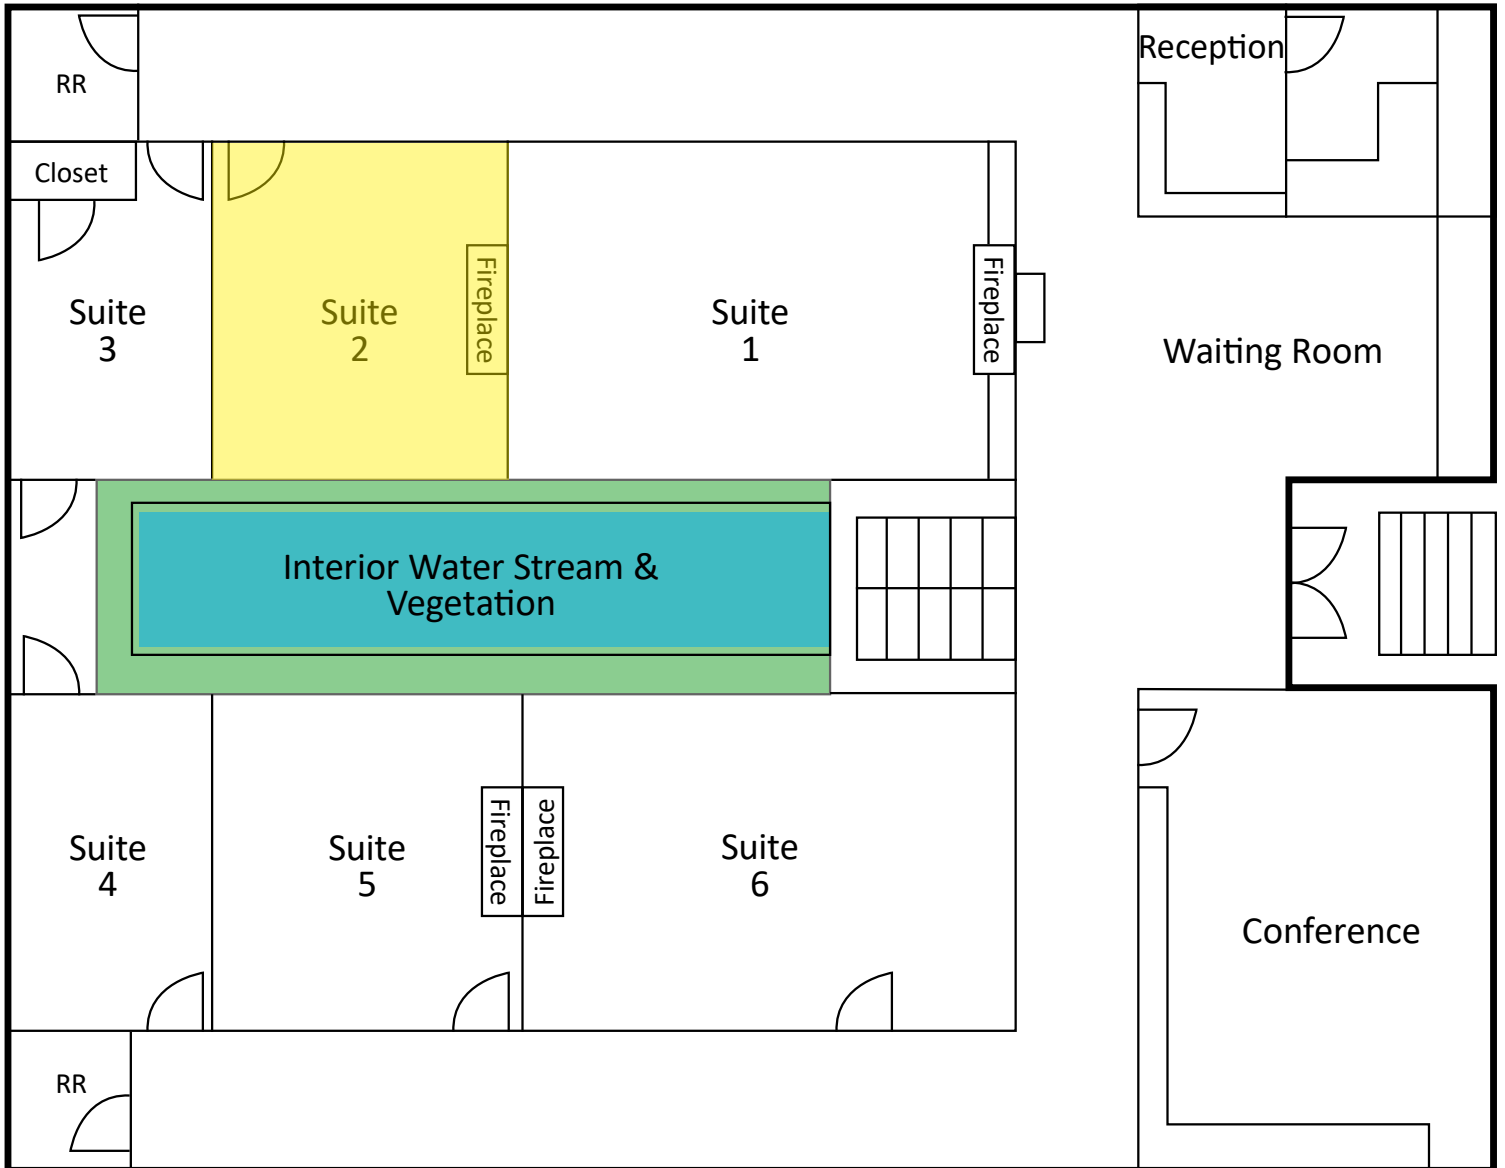 Reception
RR
Closet
Suite
3
Suite
2
Fireplace
Suite
1
Fireplace
Waiting Room
Interior Water Stream &
Vegetation
Suite
4
Suite
5
Fireplace
Fireplace
Suite
6
Conference
RR